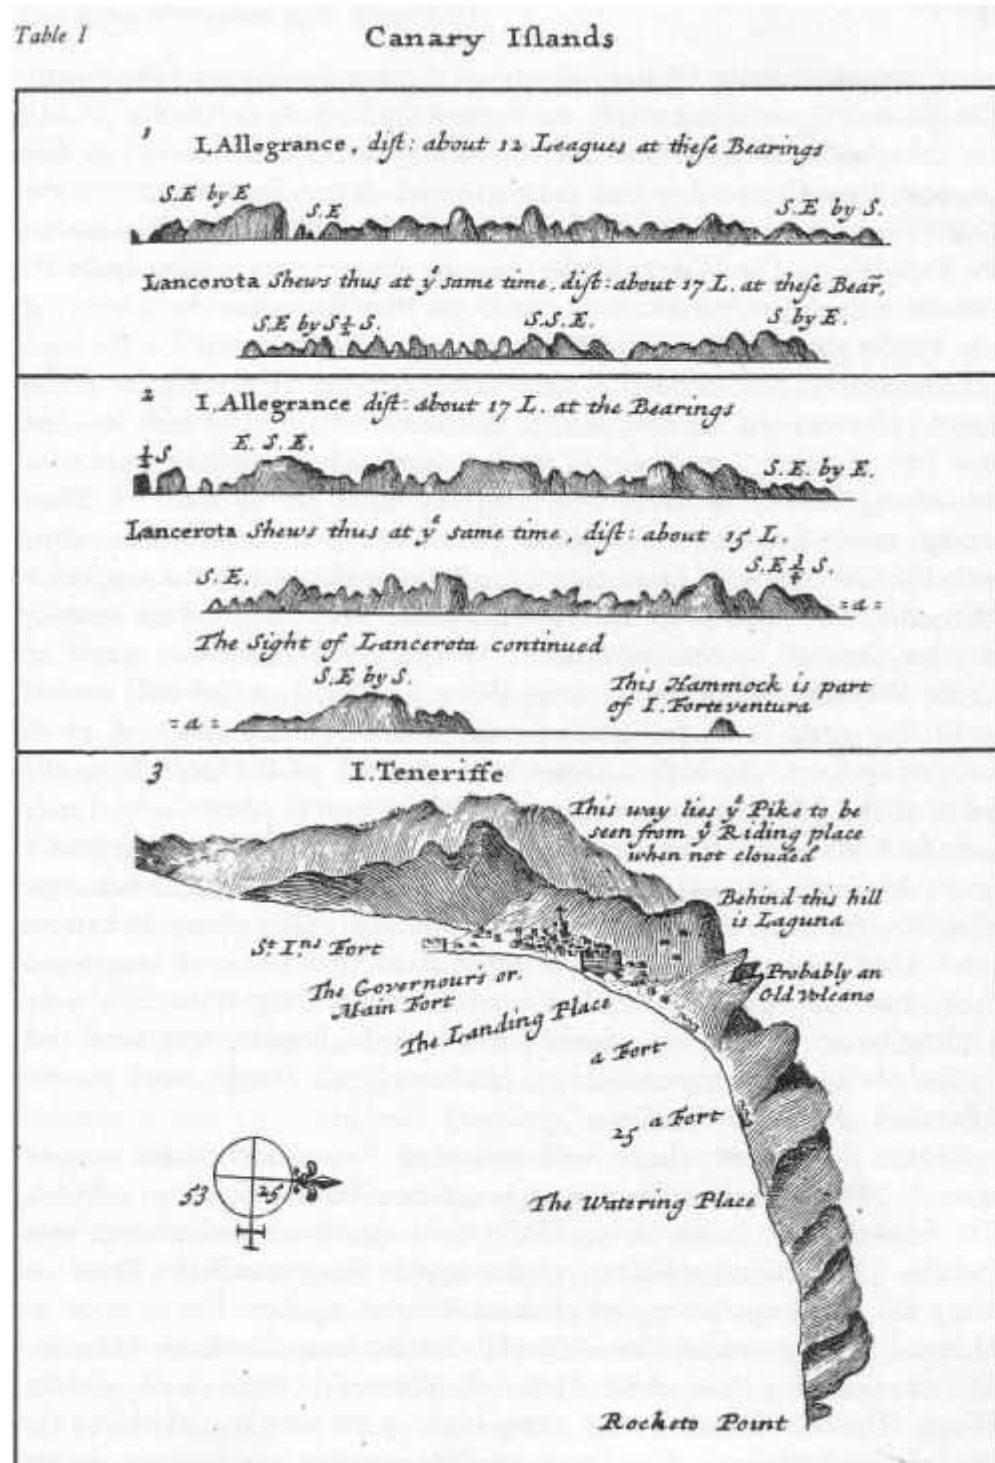 Table I
Canary Iſlands
1
I.Allegrance, diſt: about 12 Leagues at theſe Bearings
S.E by E
S.E
S.E by S.
Lancerota Shews thus at yᵉ same time, diſt: about 17 L. at theſe Bear,
S.E by S ½ S.
S.S.E.
S by E.
2
I.Allegrance diſt: about 17 L. at the Bearings
½ S
E. S. E.
S.E. by E.
Lancerota Shews thus at yᵉ same time, diſt: about 15 L.
S.E.
S.E ¼ S.
=a=
The Sight of Lancerota continued
S.E by S.
=a=
This Hammock is part
of I. Forteventura
3
I.Teneriffe
This way lies yᵉ Pike to be
seen from yᵉ Riding place
when not clouded
Behind this hill
is Laguna
Sᵗ Iⁿˢ Fort
Probably an
Old Volcano
The Governours or
Main Fort
The Landing Place
a Fort
a Fort
25
53
25
The Watering Place
Rocketo Point